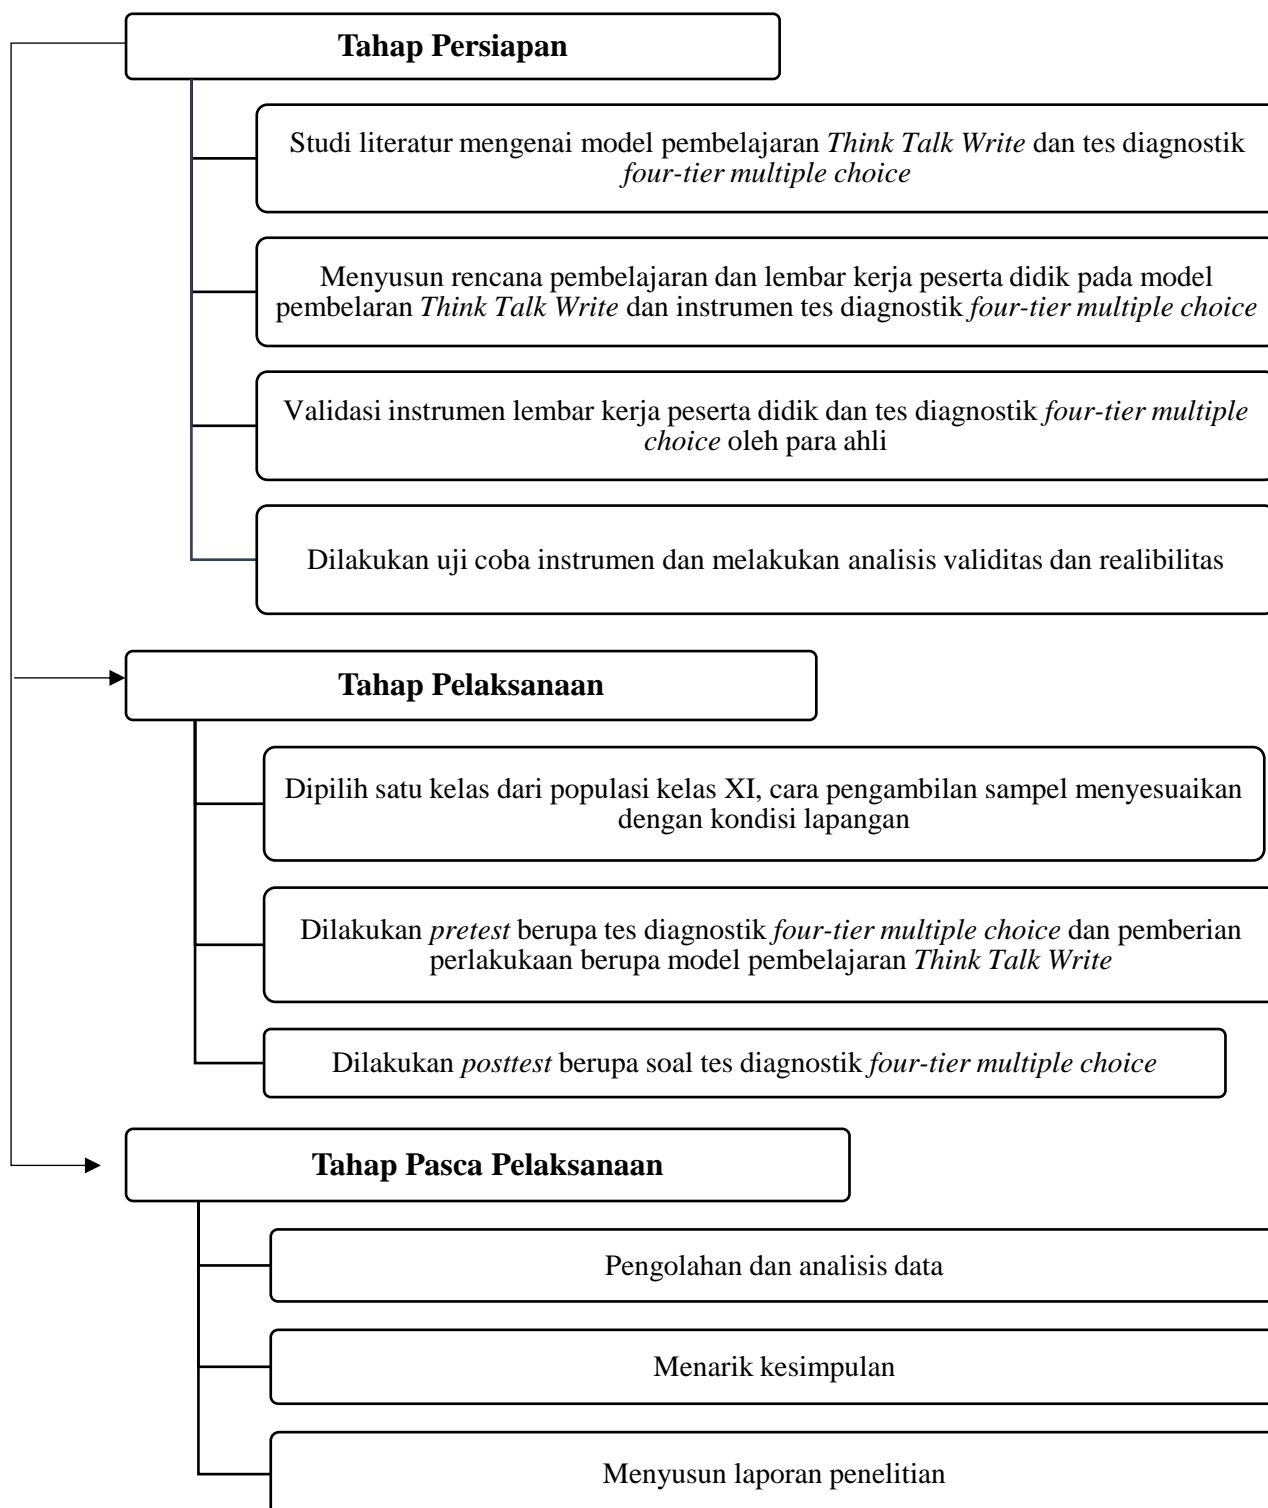 Tahap Persiapan
Studi literatur mengenai model pembelajaran Think Talk Write dan tes diagnostik
four-tier multiple choice
Menyusun rencana pembelajaran dan lembar kerja peserta didik pada model
pembelaran Think Talk Write dan instrumen tes diagnostik four-tier multiple choice
Validasi instrumen lembar kerja peserta didik dan tes diagnostik four-tier multiple
choice oleh para ahli
Dilakukan uji coba instrumen dan melakukan analisis validitas dan realibilitas
Tahap Pelaksanaan
Dipilih satu kelas dari populasi kelas XI, cara pengambilan sampel menyesuaikan
dengan kondisi lapangan
Dilakukan pretest berupa tes diagnostik four-tier multiple choice dan pemberian
perlakukaan berupa model pembelajaran Think Talk Write
Dilakukan posttest berupa soal tes diagnostik four-tier multiple choice
Tahap Pasca Pelaksanaan
Pengolahan dan analisis data
Menarik kesimpulan
Menyusun laporan penelitian